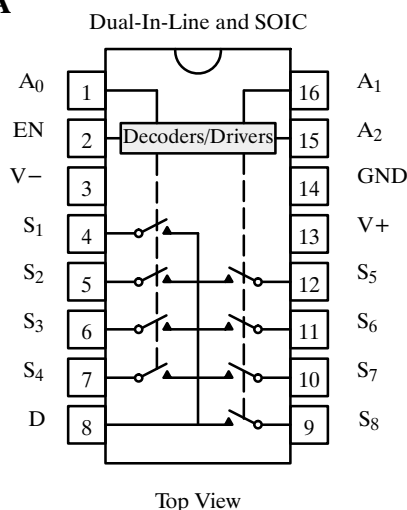 A
Dual-In-Line and SOIC
A0 1 16 A1
EN 2 Decoders/Drivers 15 A2
V− 3 14 GND
S1 4 13 V+
S2 5 12 S5
S3 6 11 S6
S4 7 10 S7
D 8 9 S8
Top View